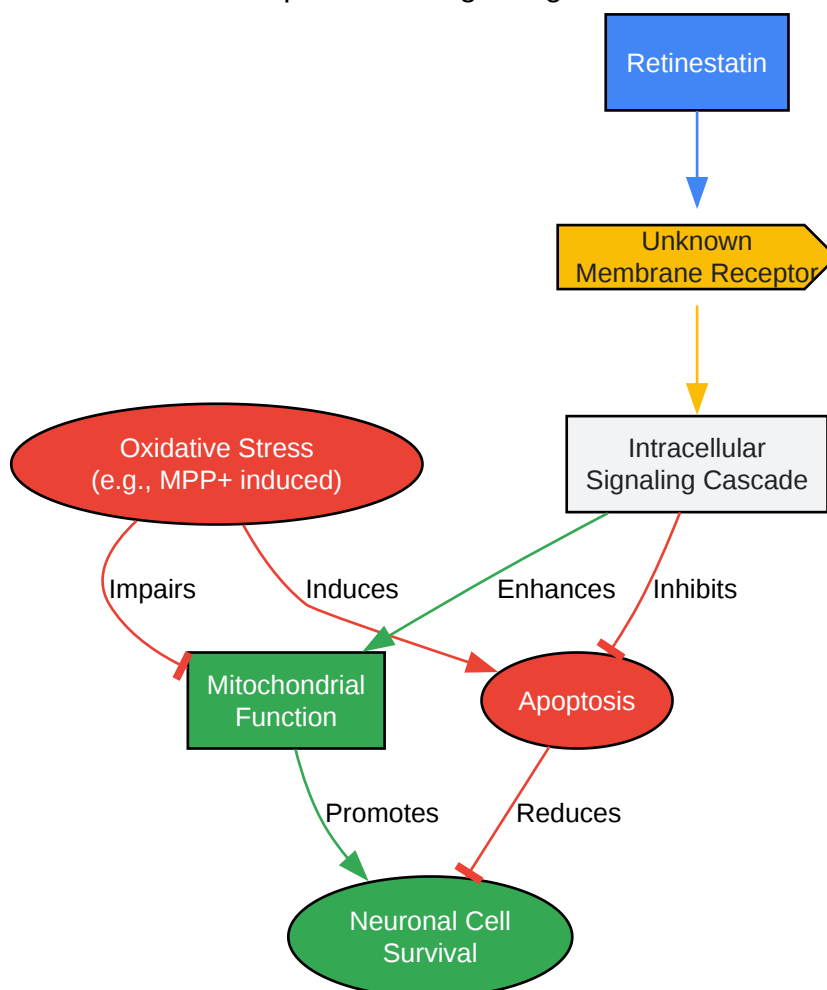 Retinestatin
Unknown
Membrane Receptor
Oxidative Stress
(e.g., MPP+ induced)
Intracellular
Signaling Cascade
Impairs
Induces
Enhances
Inhibits
Mitochondrial
Function
Apoptosis
Promotes
Reduces
Neuronal Cell
Survival